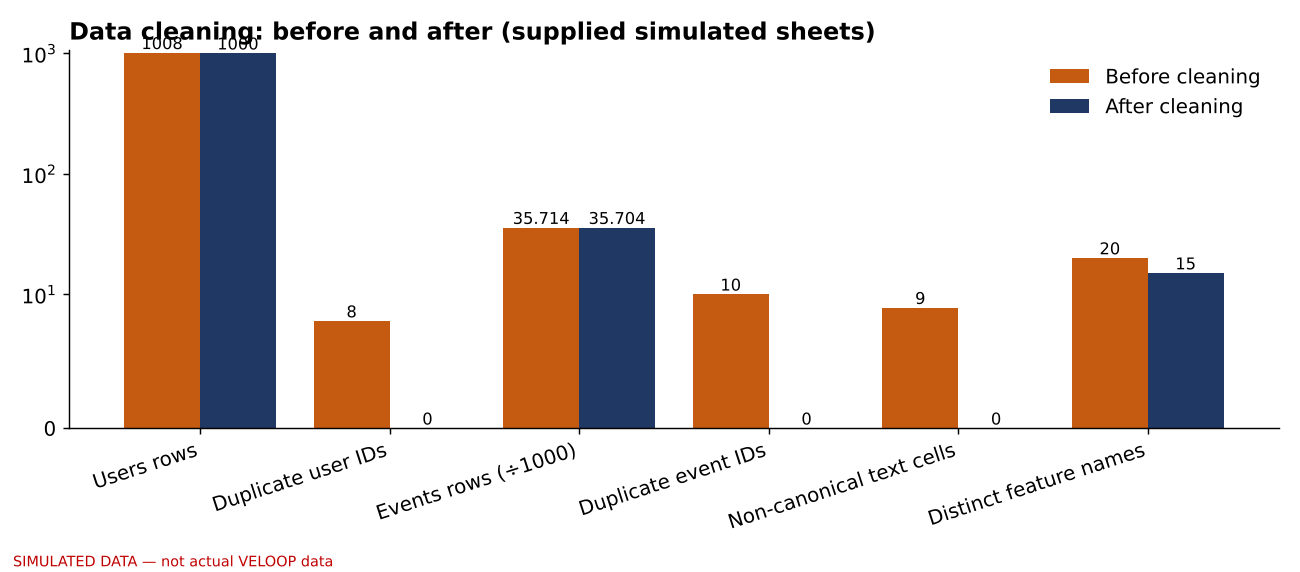 Data cleaning: before and after (supplied simulated sheets)
1008 1000
10³
Before cleaning
After cleaning
10²
35.714 35.704
20
15
10¹
10
9
8
0 0 0
0
Users rows
Duplicate user IDs
Events rows (÷1000)
Duplicate event IDs
Non-canonical text cells
Distinct feature names
SIMULATED DATA — not actual VELOOP data